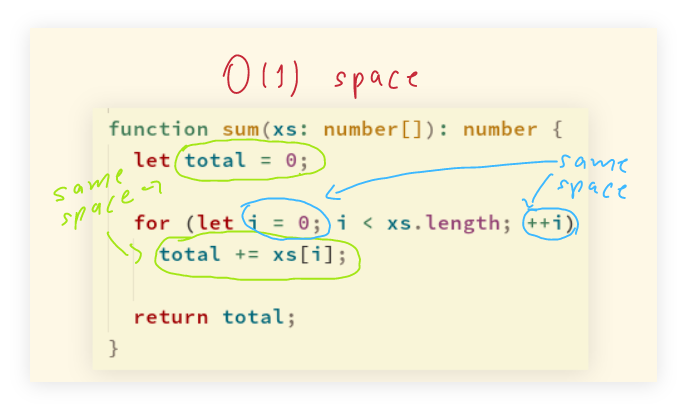 O(1) space
function sum(xs: number[]): number {
let total = 0;
same
space
same
space
for (let i = 0; i < xs.length; ++i)
total += xs[i];
return total;
}